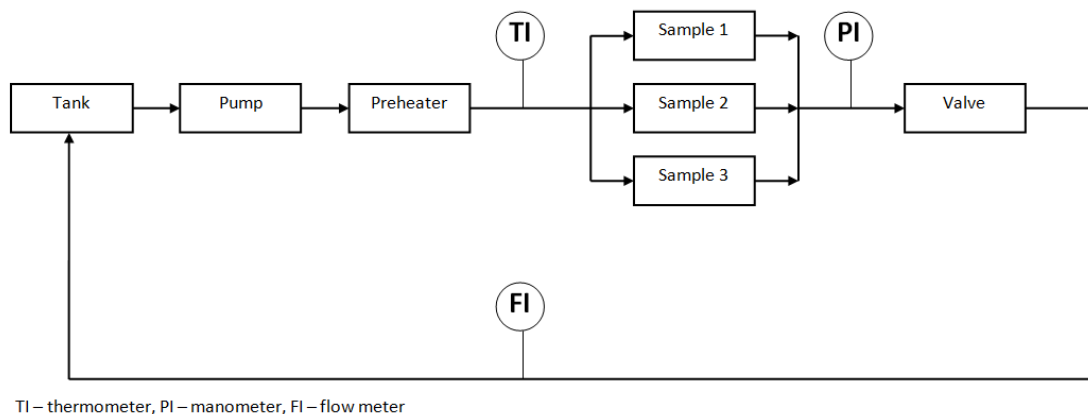 TI
PI
Sample 1
Tank
Pump
Preheater
Sample 2
Valve
Sample 3
FI
TI – thermometer, PI – manometer, FI – flow meter